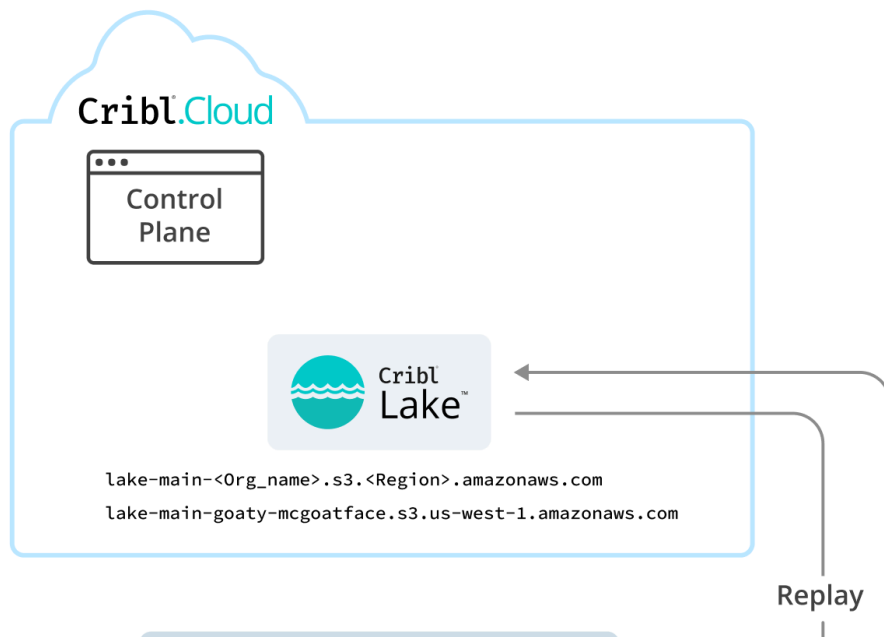 Cribl.Cloud
Control
Plane
Cribl
Lake™
lake-main-<Org_name>.s3.<Region>.amazonaws.com
lake-main-goaty-mcgoatface.s3.us-west-1.amazonaws.com
Replay